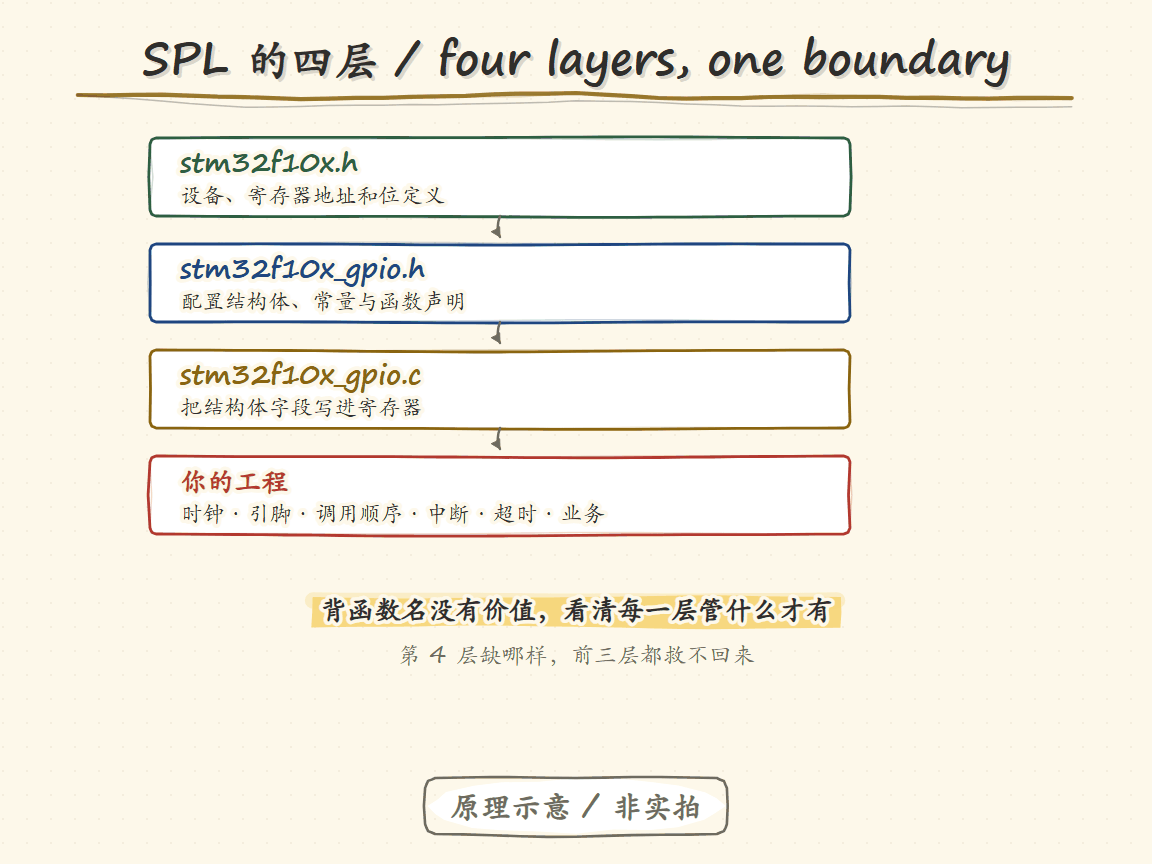 SPL 的四层 / four layers, one boundary
stm32f10x.h
设备、寄存器地址和位定义
stm32f10x_gpio.h
配置结构体、常量与函数声明
stm32f10x_gpio.c
把结构体字段写进寄存器
你的工程
时钟 · 引脚 · 调用顺序 · 中断 · 超时 · 业务
背函数名没有价值，看清每一层管什么才有
第 4 层缺哪样，前三层都救不回来
原理示意 / 非实拍